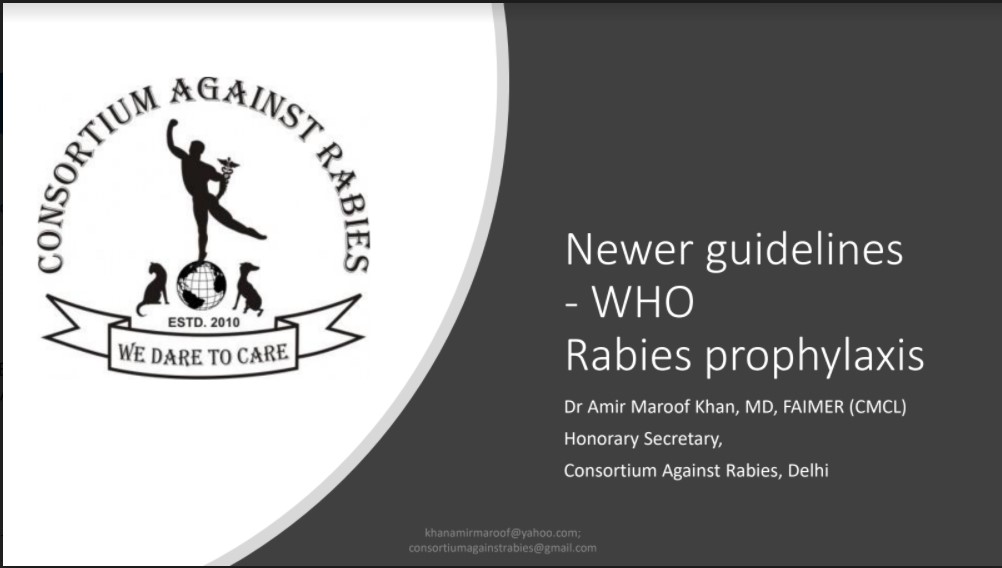 CONSORTIUM AGAINST RABIES
ESTD. 2010
WE DARE TO CARE
Newer guidelines
- WHO
Rabies prophylaxis
Dr Amir Maroof Khan, MD, FAIMER (CMCL)
Honorary Secretary,
Consortium Against Rabies, Delhi
khanamirmaroof@yahoo.com;
consortiumagainstrabies@gmail.com